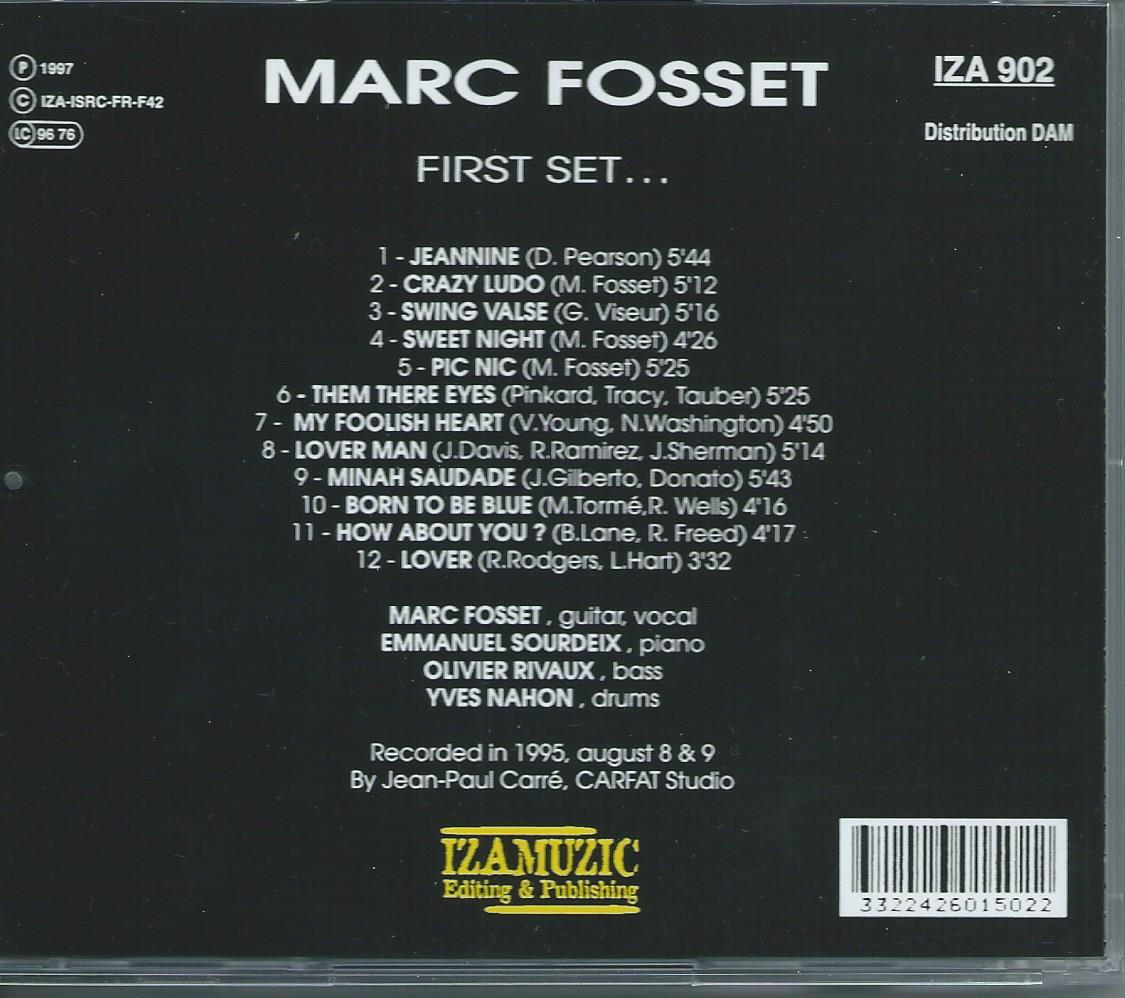 ℗ 1997
© IZA-ISRC-FR-F42
LC 96 76
MARC FOSSET
IZA 902
Distribution DAM
FIRST SET...
1 - JEANNINE (D. Pearson) 5'44
2 - CRAZY LUDO (M. Fosset) 5'12
3 - SWING VALSE (G. Viseur) 5'16
4 - SWEET NIGHT (M. Fosset) 4'26
5 - PIC NIC (M. Fosset) 5'25
6 - THEM THERE EYES (Pinkard, Tracy, Tauber) 5'25
7 - MY FOOLISH HEART (V.Young, N.Washington) 4'50
8 - LOVER MAN (J.Davis, R.Ramirez, J.Sherman) 5'14
9 - MINAH SAUDADE (J.Gilberto, Donato) 5'43
10 - BORN TO BE BLUE (M.Tormé,R. Wells) 4'16
11 - HOW ABOUT YOU ? (B.Lane, R. Freed) 4'17
12 - LOVER (R.Rodgers, L.Hart) 3'32
MARC FOSSET , guitar, vocal
EMMANUEL SOURDEIX , piano
OLIVIER RIVAUX , bass
YVES NAHON , drums
Recorded in 1995, august 8 & 9
By Jean-Paul Carré, CARFAT Studio
IZAMUZIC
Editing & Publishing
3322426015022